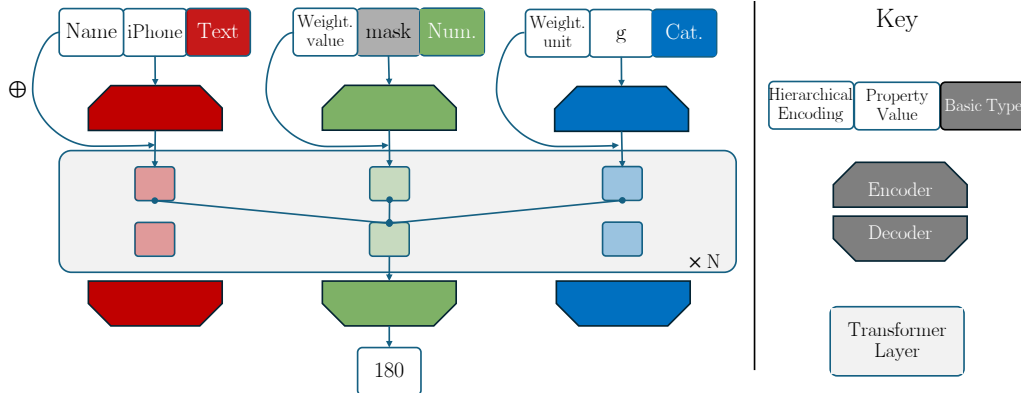 Name iPhone Text
Weight. value mask Num.
Weight. unit g Cat.
⊕
× N
180
Key
Hierarchical Encoding
Property Value
Basic Type
Encoder
Decoder
Transformer
Layer